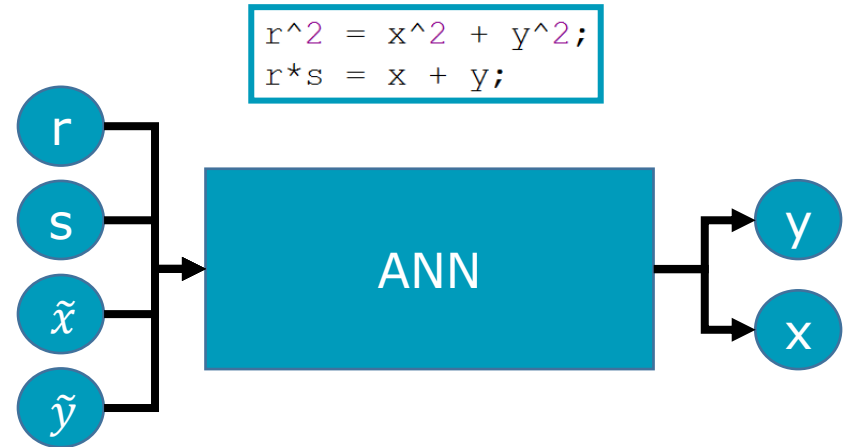 r^2 = x^2 + y^2;
r*s = x + y;
r
s
x̃
ỹ
ANN
y
x